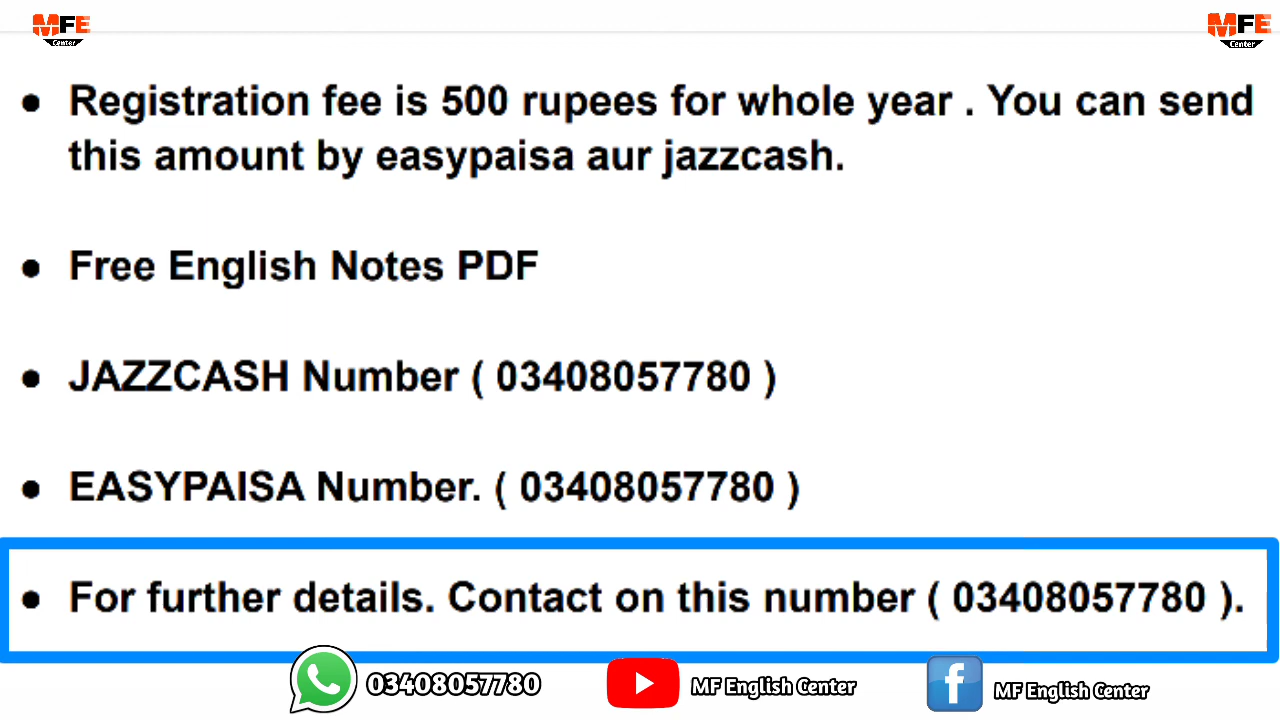 MFE
Center
MFE
Center
● Registration fee is 500 rupees for whole year . You can send
this amount by easypaisa aur jazzcash.
● Free English Notes PDF
● JAZZCASH Number ( 03408057780 )
● EASYPAISA Number. ( 03408057780 )
● For further details. Contact on this number ( 03408057780 ).
03408057780
MF English Center
MF English Center